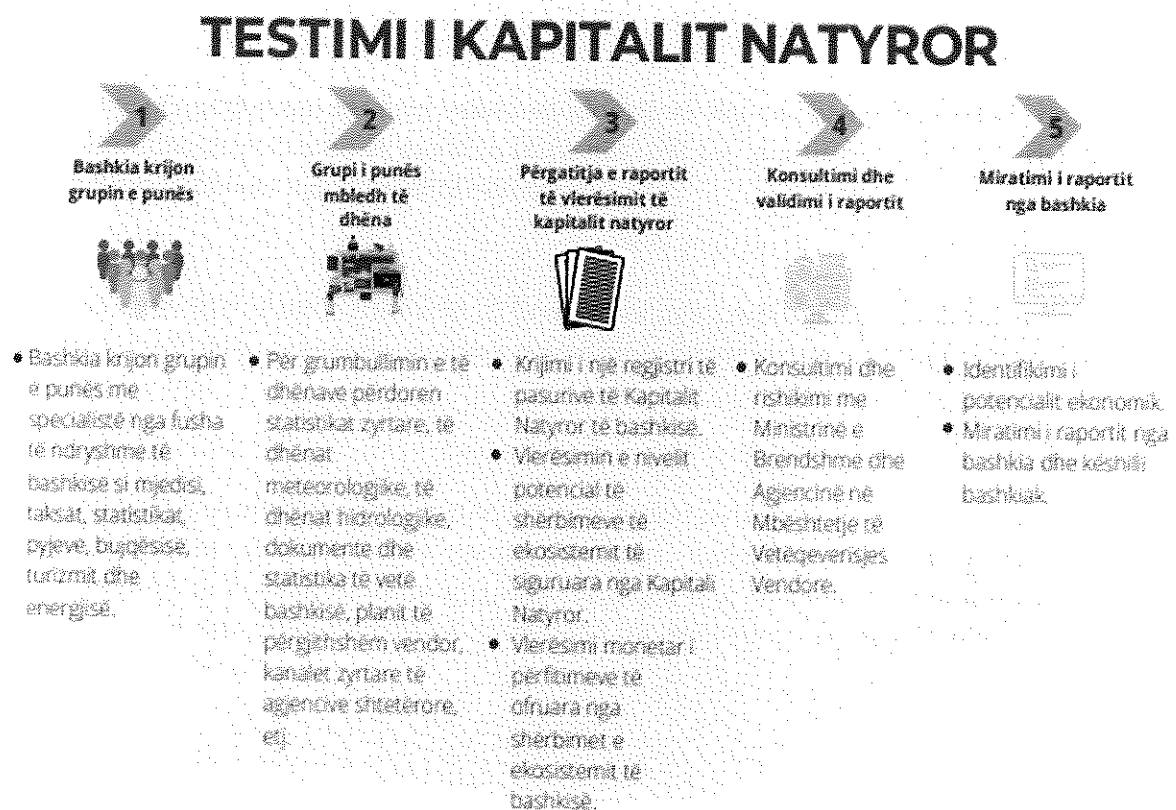 TESTIMI I KAPITALIT NATYROR
1
Bashkia krijon
grupin e punës
• Bashkia krijon grupin
e punës me
specialistë nga fusha
të ndryshme të
bashkisë si mjedisi,
taksat, statistikat,
pyjeve, bujqësisë,
turizmit dhe
energjisë.
2
Grupi i punës
mbledh të
dhëna
• Për grumbullimin e të
dhënave përdoren
statistikat zyrtare, të
dhënat
meteorologjike, të
dhënat hidrologjike,
dokumente dhe
statistika të vetë
bashkisë, planit të
përgjithshëm vendor,
kanalet zyrtare të
agjencive shtetërore,
etj.
3
Përgatitja e raportit
të vlerësimit të
kapitalit natyror
• Krijimi i një regjistri të
pasurive të Kapitalit
Natyror të bashkisë.
• Vlerësimin e nivelit
potencial të
shërbimeve të
ekosistemit të
siguruara nga Kapitali
Natyror.
• Vlerësimi monetar i
përfitimeve të
ofruara nga
shërbimet e
ekosistemit të
bashkisë.
4
Konsultimi dhe
validimi i raportit
• Konsultimi dhe
rishikimi me
Ministrinë e
Brendshme dhe
Agjencinë në
Mbështetje të
Vetëqeverisjes
Vendore.
5
Miratimi i raportit
nga bashkia
• Identifikimi i
potencialit ekonomik.
• Miratimi i raportit nga
bashkia dhe këshilli
bashkiak.